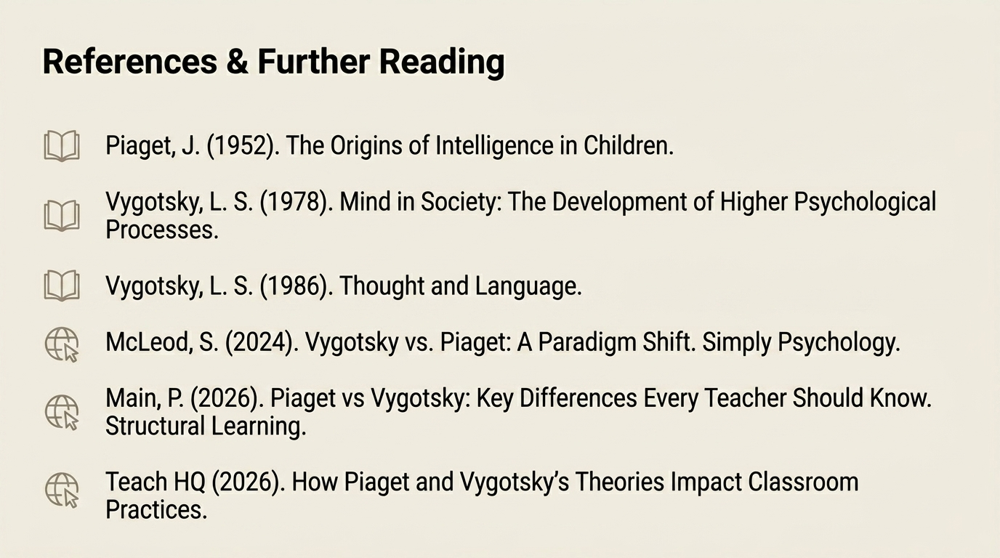 References & Further Reading
Piaget, J. (1952). The Origins of Intelligence in Children.
Vygotsky, L. S. (1978). Mind in Society: The Development of Higher Psychological
Processes.
Vygotsky, L. S. (1986). Thought and Language.
McLeod, S. (2024). Vygotsky vs. Piaget: A Paradigm Shift. Simply Psychology.
Main, P. (2026). Piaget vs Vygotsky: Key Differences Every Teacher Should Know.
Structural Learning.
Teach HQ (2026). How Piaget and Vygotsky’s Theories Impact Classroom
Practices.